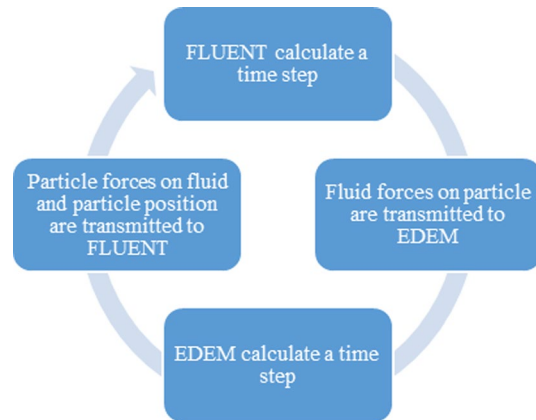 FLUENT calculate a
time step
Fluid forces on particle
are transmitted to
EDEM
EDEM calculate a time
step
Particle forces on fluid
and particle position
are transmitted to
FLUENT